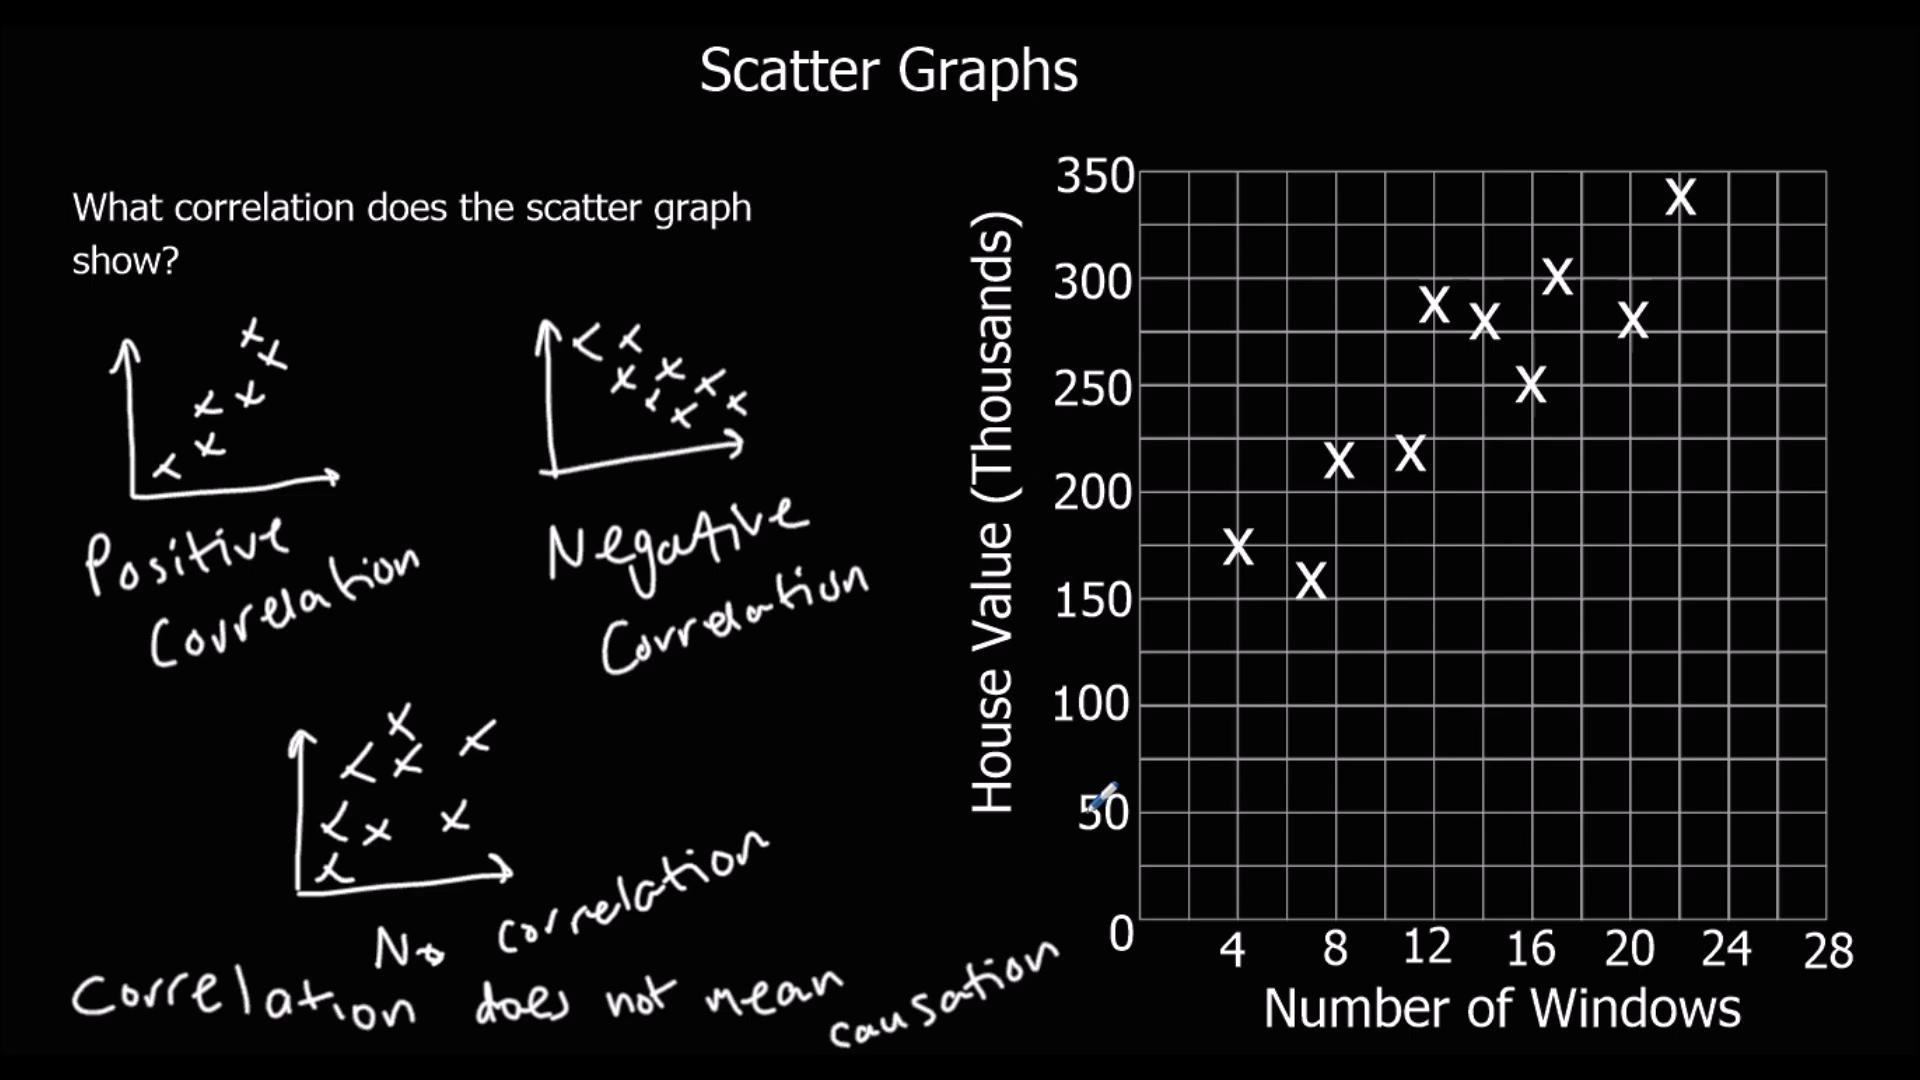 Scatter Graphs
What correlation does the scatter graph
show?
Positive
Correlation
Negative
Correlation
No correlation
Correlation does not mean causation
House Value (Thousands)
350
300
250
200
150
100
50
0
4 8 12 16 20 24 28
Number of Windows